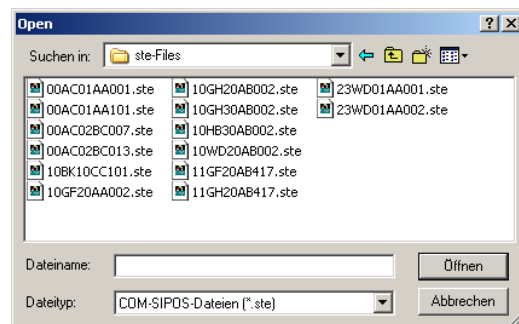 Open
Suchen in: ste-Files
00AC01AA001.ste 10GH20AB002.ste 23WD01AA001.ste
00AC01AA101.ste 10GH30AB002.ste 23WD01AA002.ste
00AC02BC007.ste 10HB30AB002.ste
00AC02BC013.ste 10WD20AB002.ste
10BK10CC101.ste 11GF20AB417.ste
10GF20AA002.ste 11GH20AB417.ste
Dateiname: Öffnen
Dateityp: COM-SIPOS-Dateien (*.ste) Abbrechen